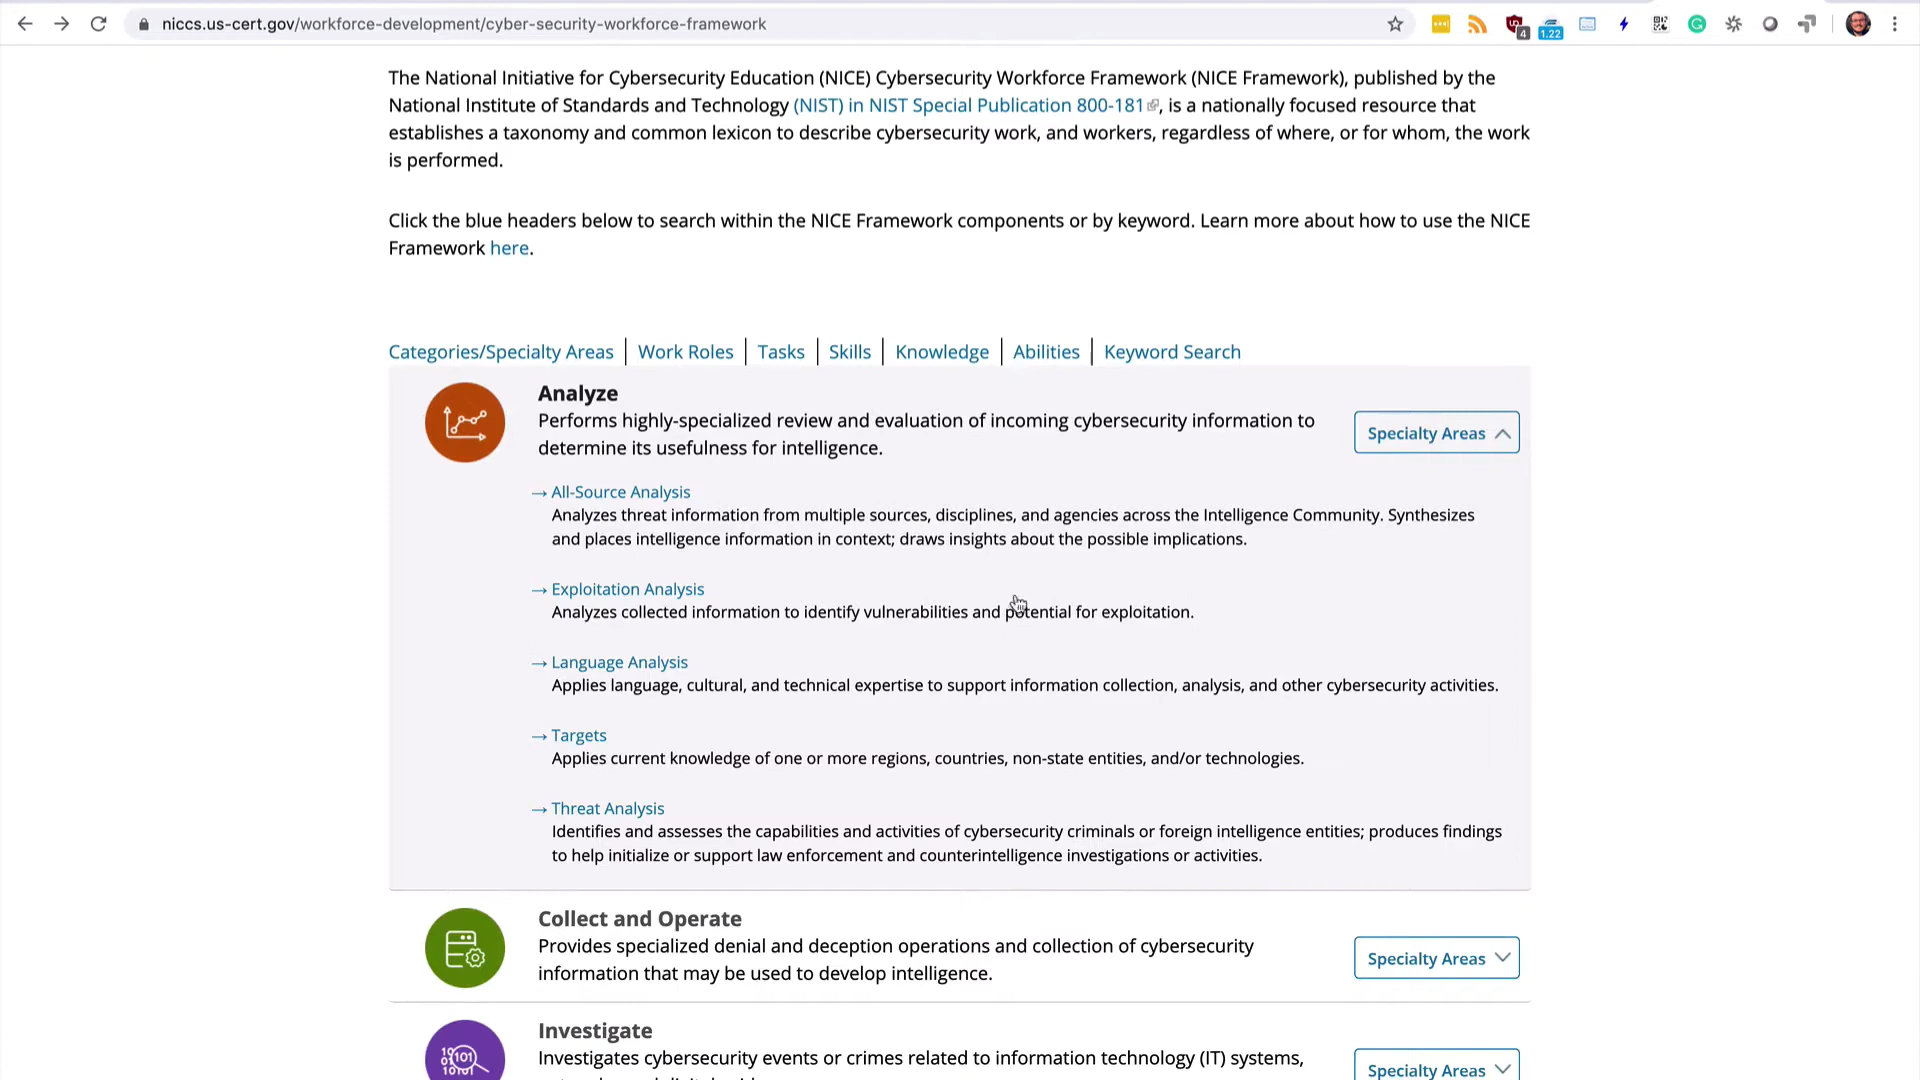 niccs.us-cert.gov/workforce-development/cyber-security-workforce-framework
4
1.22
The National Initiative for Cybersecurity Education (NICE) Cybersecurity Workforce Framework (NICE Framework), published by the
National Institute of Standards and Technology (NIST) in NIST Special Publication 800-181, is a nationally focused resource that
establishes a taxonomy and common lexicon to describe cybersecurity work, and workers, regardless of where, or for whom, the work
is performed.
Click the blue headers below to search within the NICE Framework components or by keyword. Learn more about how to use the NICE
Framework here.
Categories/Specialty Areas | Work Roles | Tasks | Skills | Knowledge | Abilities | Keyword Search
Analyze
Performs highly-specialized review and evaluation of incoming cybersecurity information to
determine its usefulness for intelligence.
Specialty Areas
→ All-Source Analysis
Analyzes threat information from multiple sources, disciplines, and agencies across the Intelligence Community. Synthesizes
and places intelligence information in context; draws insights about the possible implications.
→ Exploitation Analysis
Analyzes collected information to identify vulnerabilities and potential for exploitation.
→ Language Analysis
Applies language, cultural, and technical expertise to support information collection, analysis, and other cybersecurity activities.
→ Targets
Applies current knowledge of one or more regions, countries, non-state entities, and/or technologies.
→ Threat Analysis
Identifies and assesses the capabilities and activities of cybersecurity criminals or foreign intelligence entities; produces findings
to help initialize or support law enforcement and counterintelligence investigations or activities.
Collect and Operate
Provides specialized denial and deception operations and collection of cybersecurity
information that may be used to develop intelligence.
Specialty Areas
Investigate
Investigates cybersecurity events or crimes related to information technology (IT) systems,
Specialty Areas